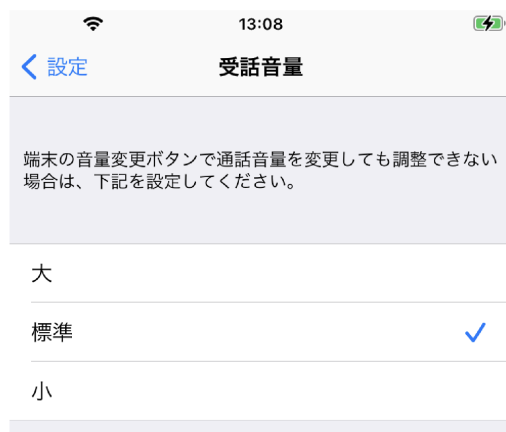 13:08
設定
受話音量
端末の音量変更ボタンで通話音量を変更しても調整できない
場合は、下記を設定してください。
大
標準
小